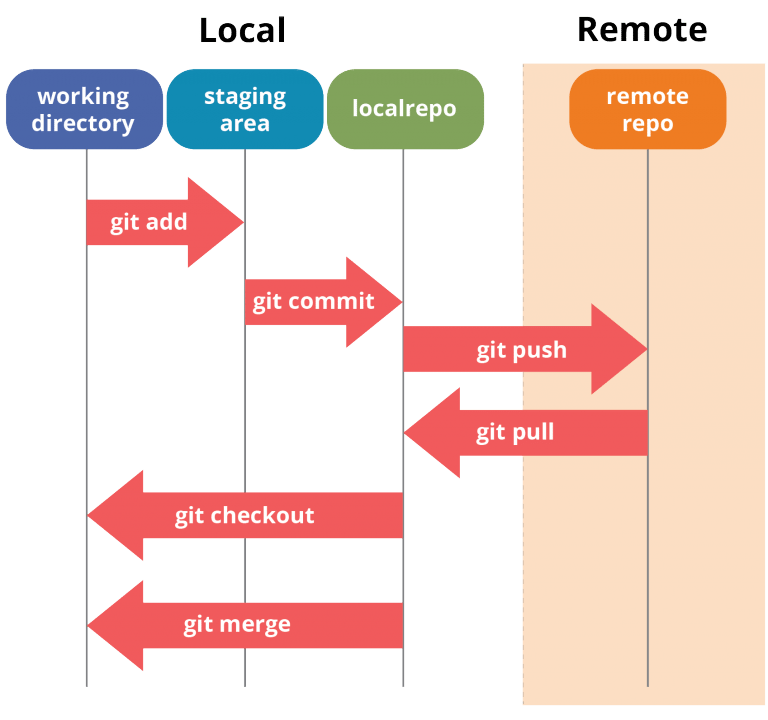 Local
Remote
working
directory
staging
area
localrepo
remote
repo
git add
git commit
git push
git pull
git checkout
git merge